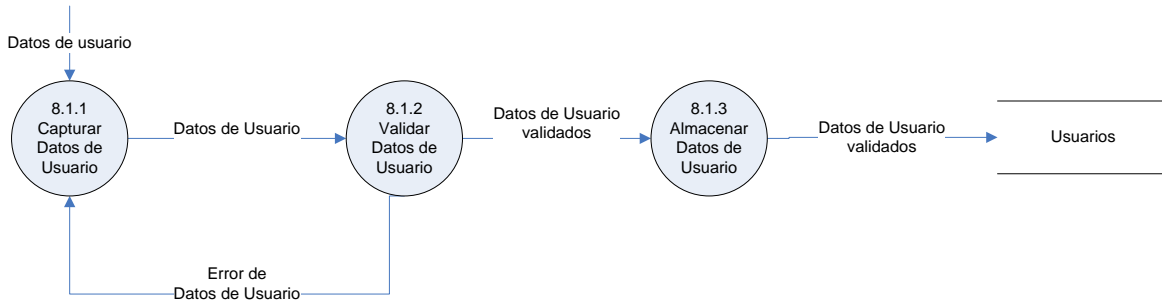 Datos de usuario
8.1.1
Capturar
Datos de
Usuario
Datos de Usuario
8.1.2
Validar
Datos de
Usuario
Datos de Usuario
validados
8.1.3
Almacenar
Datos de
Usuario
Datos de Usuario
validados
Usuarios
Error de
Datos de Usuario